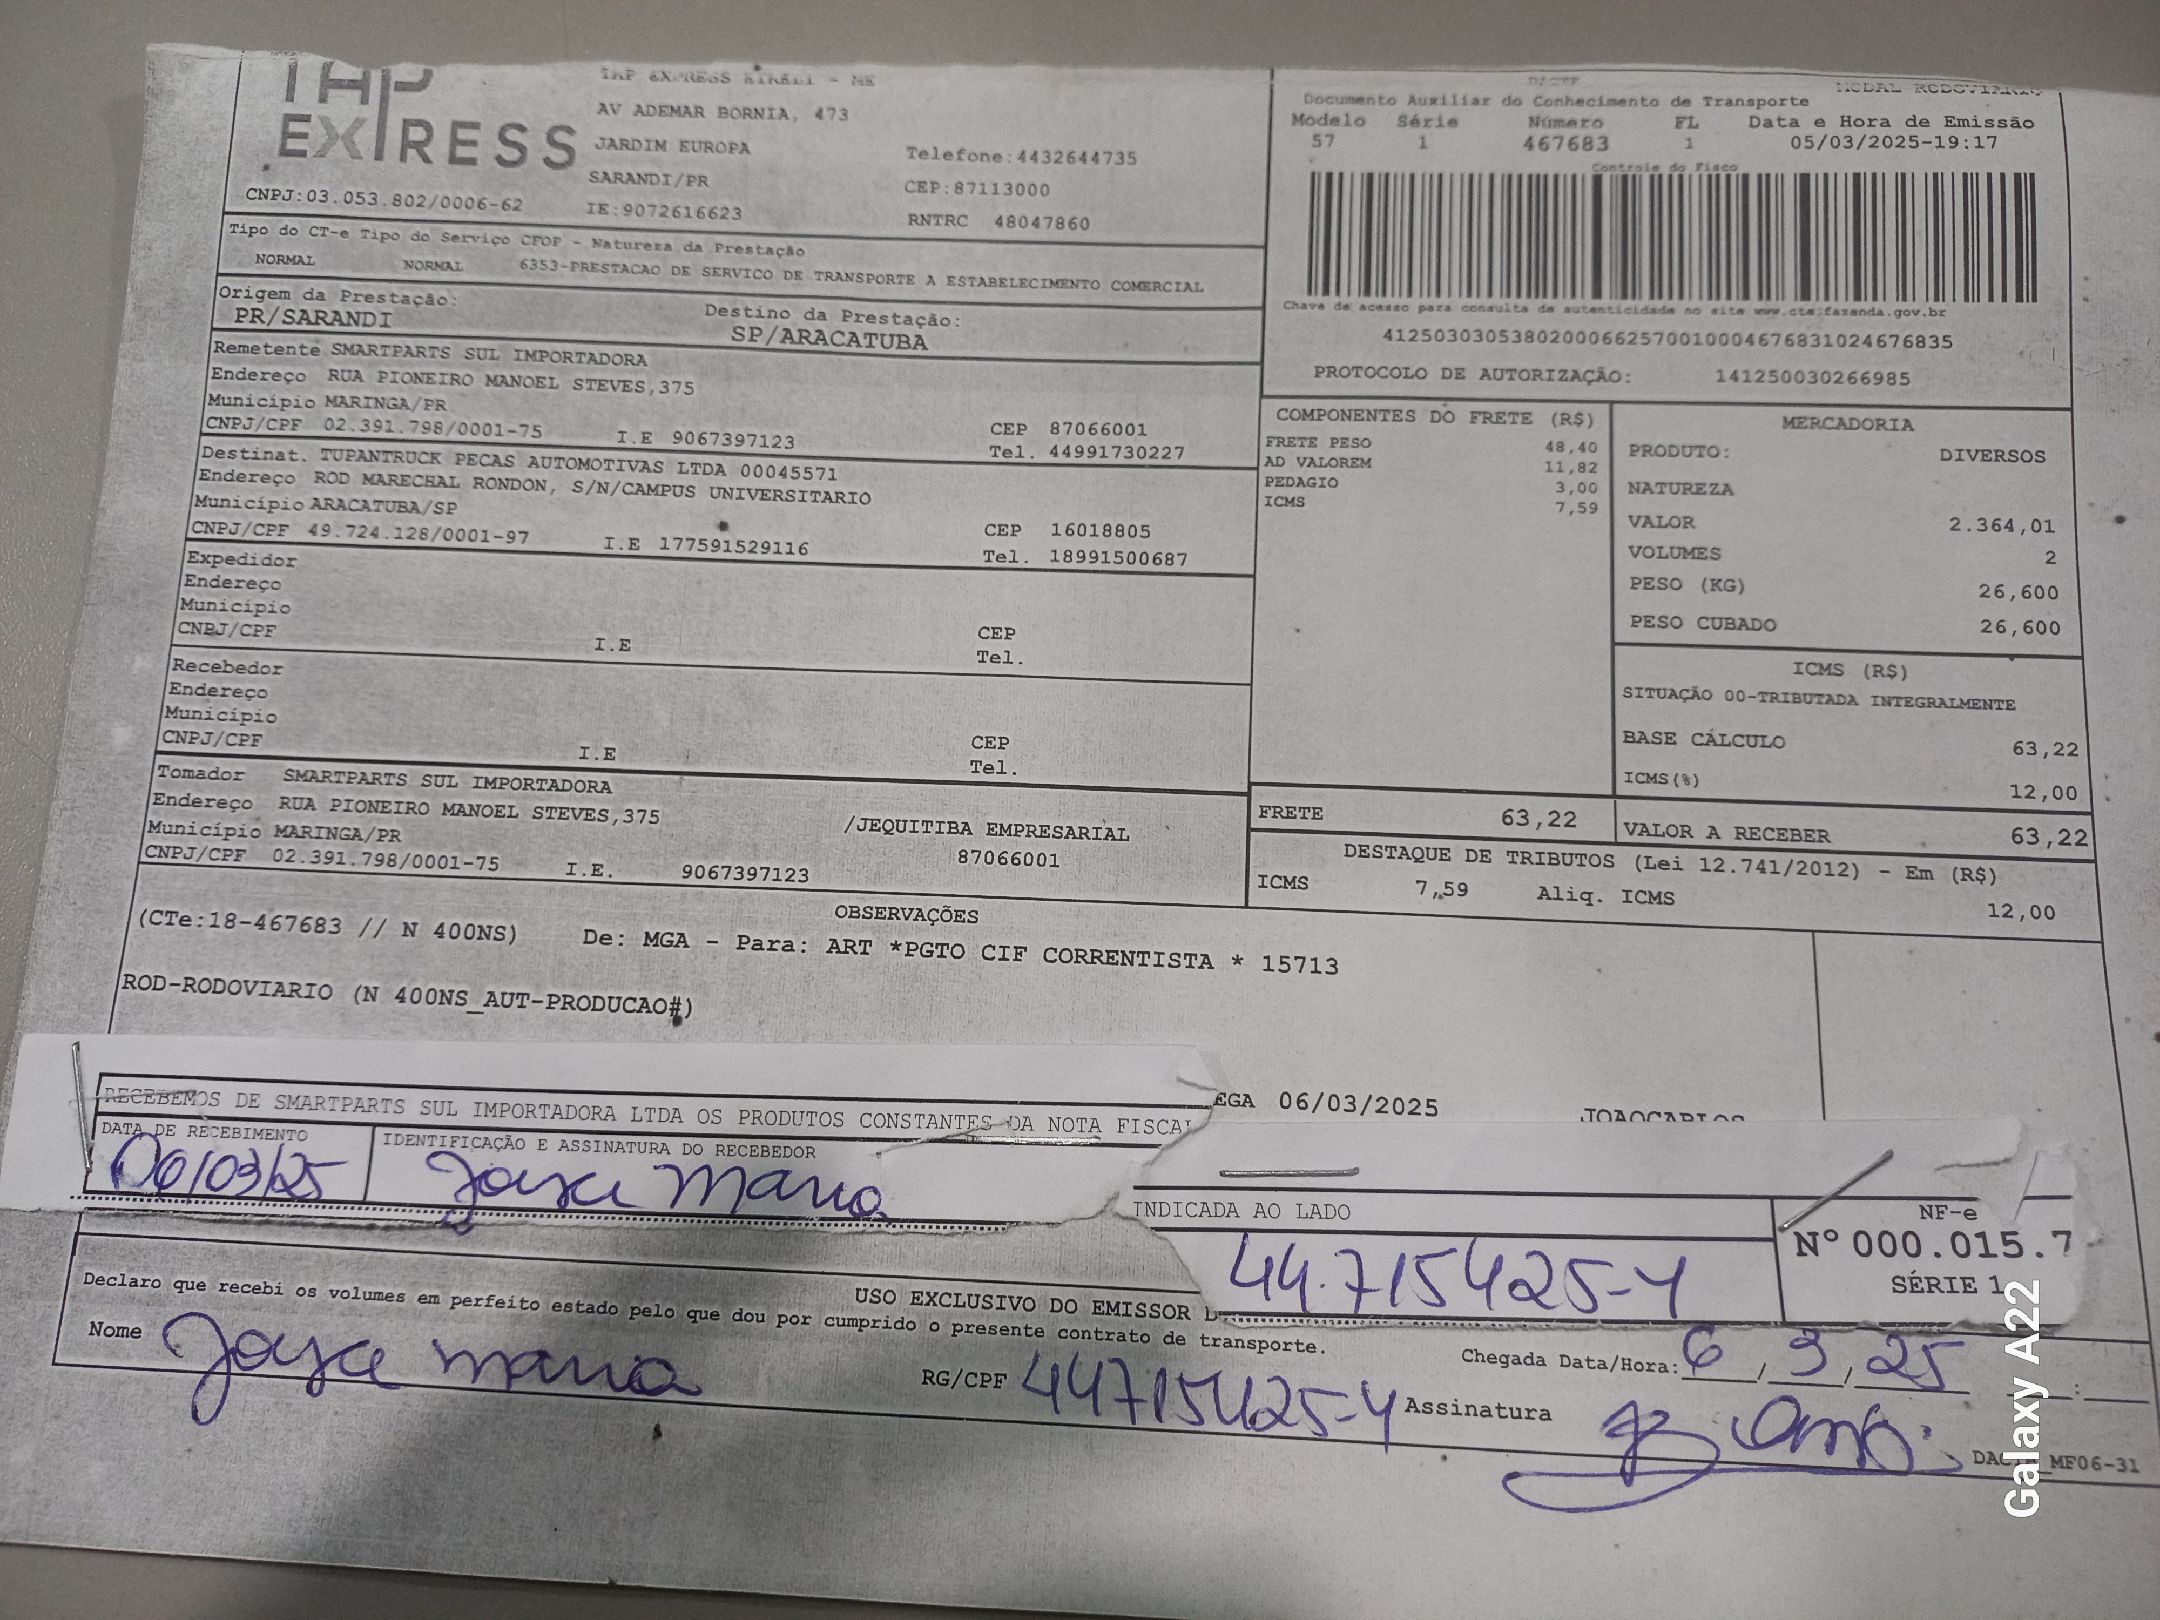 TAP
EXPRESS
TAP EXPRESS EIRELI - ME
AV ADEMAR BORNIA, 473
JARDIM EUROPA
SARANDI/PR
IE:9072616623
Telefone:4432644735
CEP:87113000
RNTRC 48047860
CNPJ:03.053.802/0006-62
DACTE
MODAL RODOVIARIO
Documento Auxiliar do Conhecimento de Transporte
Modelo Série Número FL Data e Hora de Emissão
57 1 467683 1 05/03/2025-19:17
Controle do Fisco
Chave de acesso para consulta de autenticidade no site www.cte.fazenda.gov.br
41250303053802000662570010004676831024676835
PROTOCOLO DE AUTORIZAÇÃO: 141250030266985
Tipo do CT-e Tipo do Serviço CFOP - Natureza da Prestação
NORMAL NORMAL 6353-PRESTACAO DE SERVICO DE TRANSPORTE A ESTABELECIMENTO COMERCIAL
Origem da Prestação: Destino da Prestação:
PR/SARANDI SP/ARACATUBA
Remetente SMARTPARTS SUL IMPORTADORA
Endereço RUA PIONEIRO MANOEL STEVES,375
Município MARINGA/PR CEP 87066001
CNPJ/CPF 02.391.798/0001-75 I.E 9067397123 Tel. 44991730227
Destinat. TUPANTRUCK PECAS AUTOMOTIVAS LTDA 00045571
Endereço ROD MARECHAL RONDON, S/N/CAMPUS UNIVERSITARIO
Município ARACATUBA/SP CEP 16018805
CNPJ/CPF 49.724.128/0001-97 I.E 177591529116 Tel. 18991500687
Expedidor
Endereço
Município CEP
CNPJ/CPF I.E Tel.
Recebedor
Endereço
Município CEP
CNPJ/CPF I.E Tel.
Tomador SMARTPARTS SUL IMPORTADORA
Endereço RUA PIONEIRO MANOEL STEVES,375 /JEQUITIBA EMPRESARIAL
Município MARINGA/PR 87066001
CNPJ/CPF 02.391.798/0001-75 I.E. 9067397123
COMPONENTES DO FRETE (R$)
FRETE PESO 48,40
AD VALOREM 11,82
PEDAGIO 3,00
ICMS 7,59
MERCADORIA
PRODUTO: DIVERSOS
NATUREZA
VALOR 2.364,01
VOLUMES 2
PESO (KG) 26,600
PESO CUBADO 26,600
ICMS (R$)
SITUAÇÃO 00-TRIBUTADA INTEGRALMENTE
BASE CÁLCULO 63,22
ICMS(%) 12,00
FRETE 63,22 VALOR A RECEBER 63,22
DESTAQUE DE TRIBUTOS (Lei 12.741/2012) - Em (R$)
ICMS 7,59 Aliq. ICMS 12,00
OBSERVAÇÕES
(CTe:18-467683 // N 400NS) De: MGA - Para: ART *PGTO CIF CORRENTISTA * 15713
ROD-RODOVIARIO (N 400NS_AUT-PRODUCAO#)
EGA 06/03/2025 JOAOCARLOS
RECEBEMOS DE SMARTPARTS SUL IMPORTADORA LTDA OS PRODUTOS CONSTANTES DA NOTA FISCAL
DATA DE RECEBIMENTO IDENTIFICAÇÃO E ASSINATURA DO RECEBEDOR
06/03/25 Joyce Maria
INDICADA AO LADO
44.715425-4
NF-e
Nº 000.015.7
SÉRIE 1
USO EXCLUSIVO DO EMISSOR D
Declaro que recebi os volumes em perfeito estado pelo que dou por cumprido o presente contrato de transporte.
Nome Joyce Maria RG/CPF 44715425-4 Chegada Data/Hora: 6 / 3 / 25 :
Assinatura
MF06-31
Galaxy A22